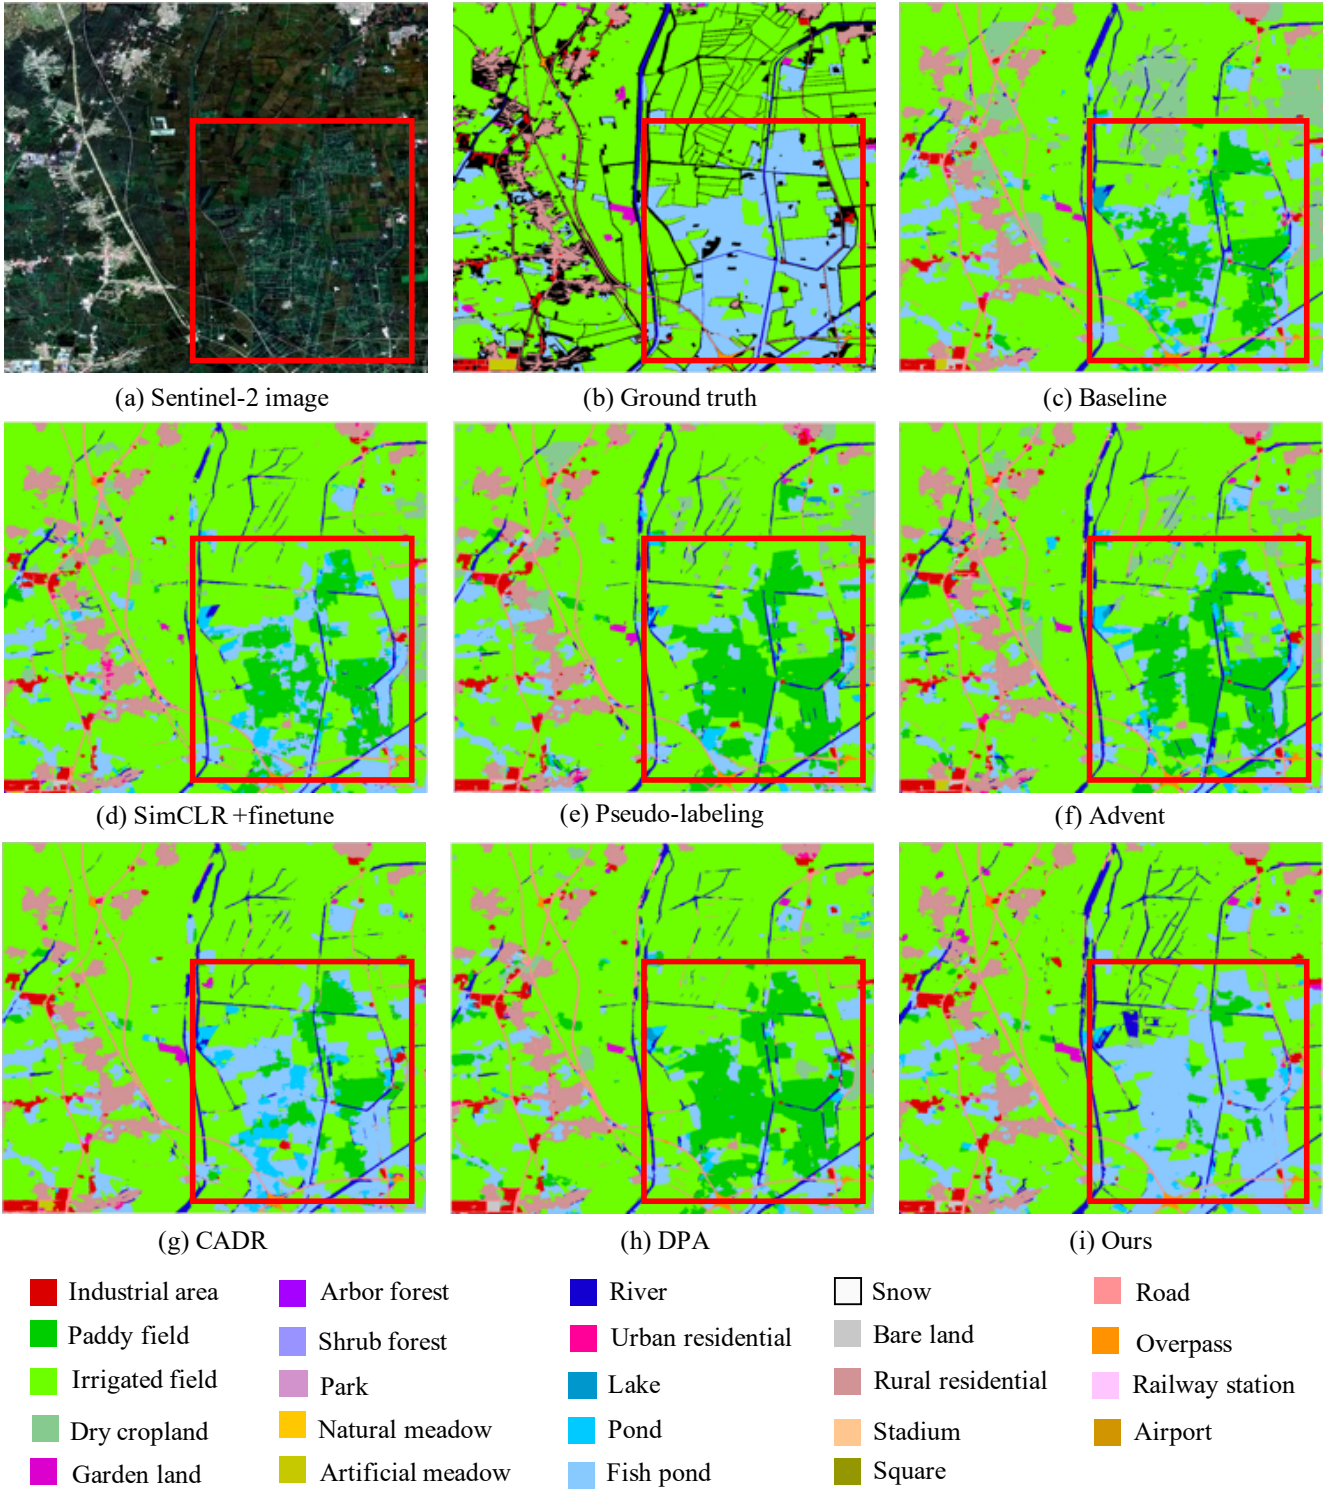 (a) Sentinel-2 image
(b) Ground truth
(c) Baseline
(d) SimCLR +finetune
(e) Pseudo-labeling
(f) Advent
(g) CADR
(h) DPA
(i) Ours
Industrial area
Arbor forest
River
Snow
Road
Paddy field
Shrub forest
Urban residential
Bare land
Overpass
Irrigated field
Park
Lake
Rural residential
Railway station
Dry cropland
Natural meadow
Pond
Stadium
Airport
Garden land
Artificial meadow
Fish pond
Square